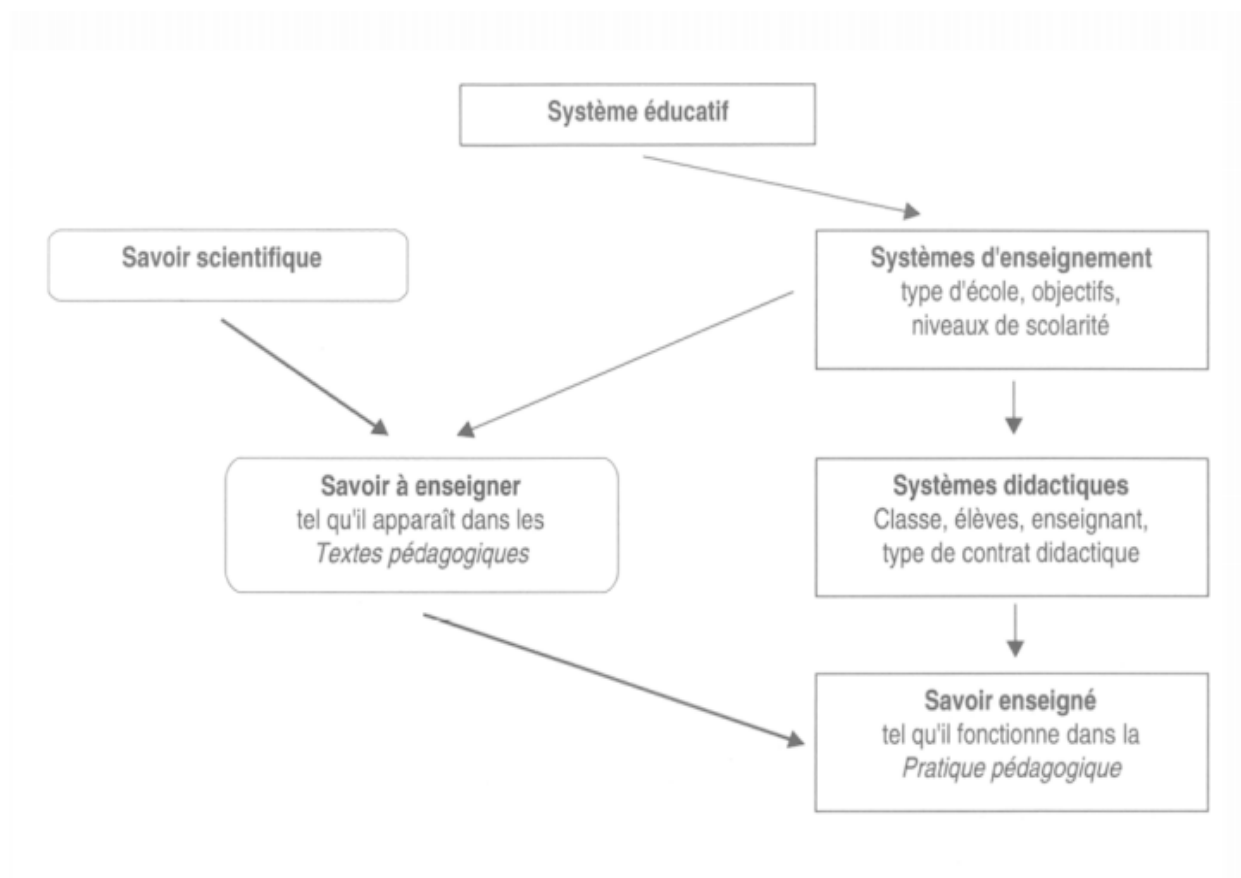 Système éducatif
Savoir scientifique
Systèmes d'enseignement
type d'école, objectifs,
niveaux de scolarité
Savoir à enseigner
tel qu'il apparaît dans les
Textes pédagogiques
Systèmes didactiques
Classe, élèves, enseignant,
type de contrat didactique
Savoir enseigné
tel qu'il fonctionne dans la
Pratique pédagogique